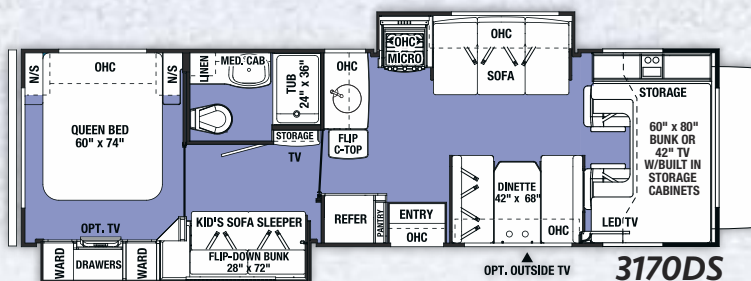 N/S
OHC
N/S
QUEEN BED
60" x 74"
OPT. TV
WARD
DRAWERS
WARD
LINEN
MED. CAB
TUB
24" x 36"
STORAGE
TV
KID'S SOFA SLEEPER
FLIP-DOWN BUNK
28" x 72"
OHC
FLIP
C-TOP
REFER
PANTRY
ENTRY
OHC
OHC
MICRO
OHC
SOFA
DINETTE
42" x 68"
OHC
OPT. OUTSIDE TV
STORAGE
60" x 80"
BUNK OR
42" TV
W/BUILT IN
STORAGE
CABINETS
LED TV
3170DS